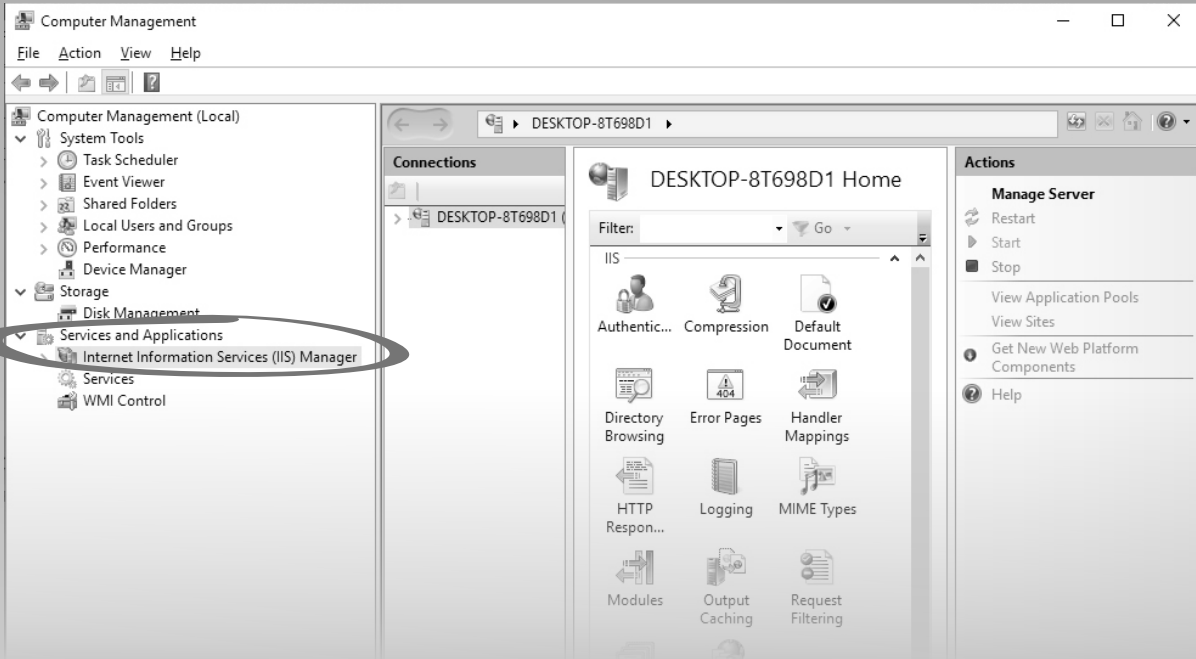 Computer Management
File Action View Help
Computer Management (Local)
System Tools
Task Scheduler
Event Viewer
Shared Folders
Local Users and Groups
Performance
Device Manager
Storage
Disk Management
Services and Applications
Internet Information Services (IIS) Manager
Services
WMI Control
DESKTOP-8T698D1
Connections
DESKTOP-8T698D1 (
DESKTOP-8T698D1 Home
Filter: Go
IIS
Authentic... Compression Default
Document
Directory Error Pages Handler
Browsing Mappings
404
HTTP Logging MIME Types
Respon...
Modules Output Request
Caching Filtering
Actions
Manage Server
Restart
Start
Stop
View Application Pools
View Sites
Get New Web Platform
Components
Help